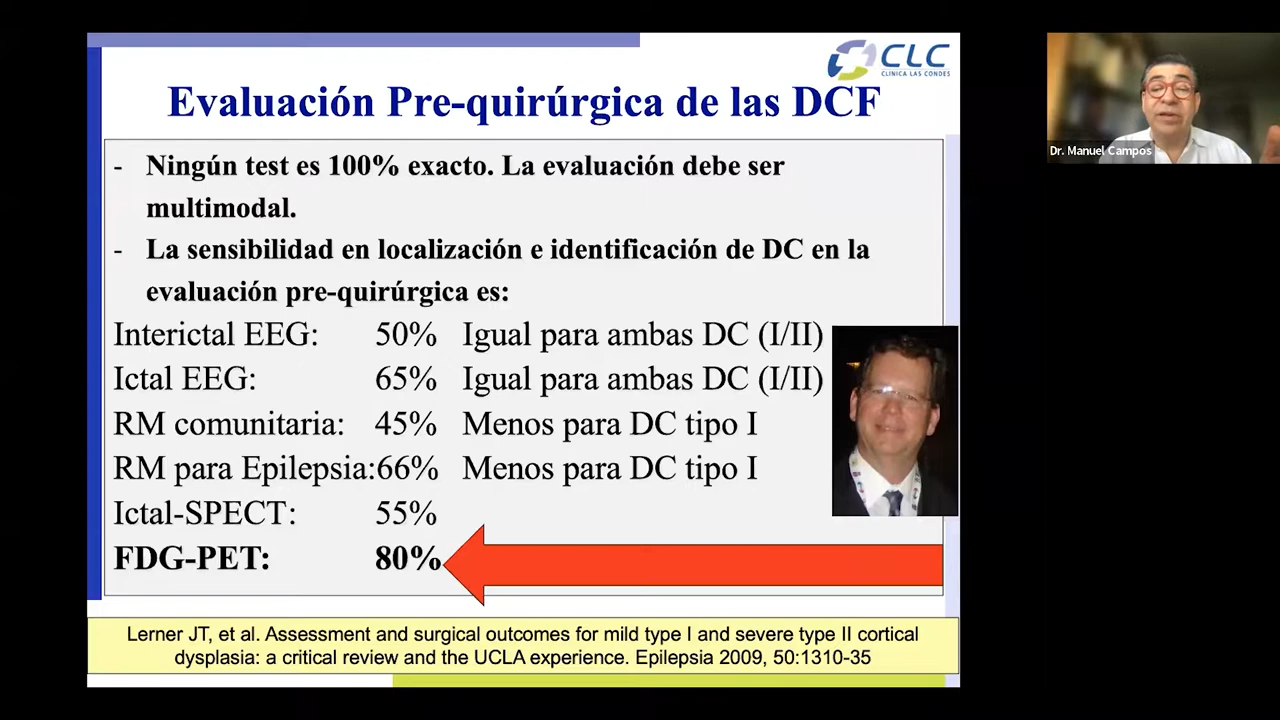 CLC
CLINICA LAS CONDES
Evaluación Pre-quirúrgica de las DCF
- Ningún test es 100% exacto. La evaluación debe ser
multimodal.
- La sensibilidad en localización e identificación de DC en la
evaluación pre-quirúrgica es:
Interictal EEG: 50% Igual para ambas DC (I/II)
Ictal EEG: 65% Igual para ambas DC (I/II)
RM comunitaria: 45% Menos para DC tipo I
RM para Epilepsia:66% Menos para DC tipo I
Ictal-SPECT: 55%
FDG-PET: 80%
Lerner JT, et al. Assessment and surgical outcomes for mild type I and severe type II cortical
dysplasia: a critical review and the UCLA experience. Epilepsia 2009, 50:1310-35
Dr. Manuel Campos